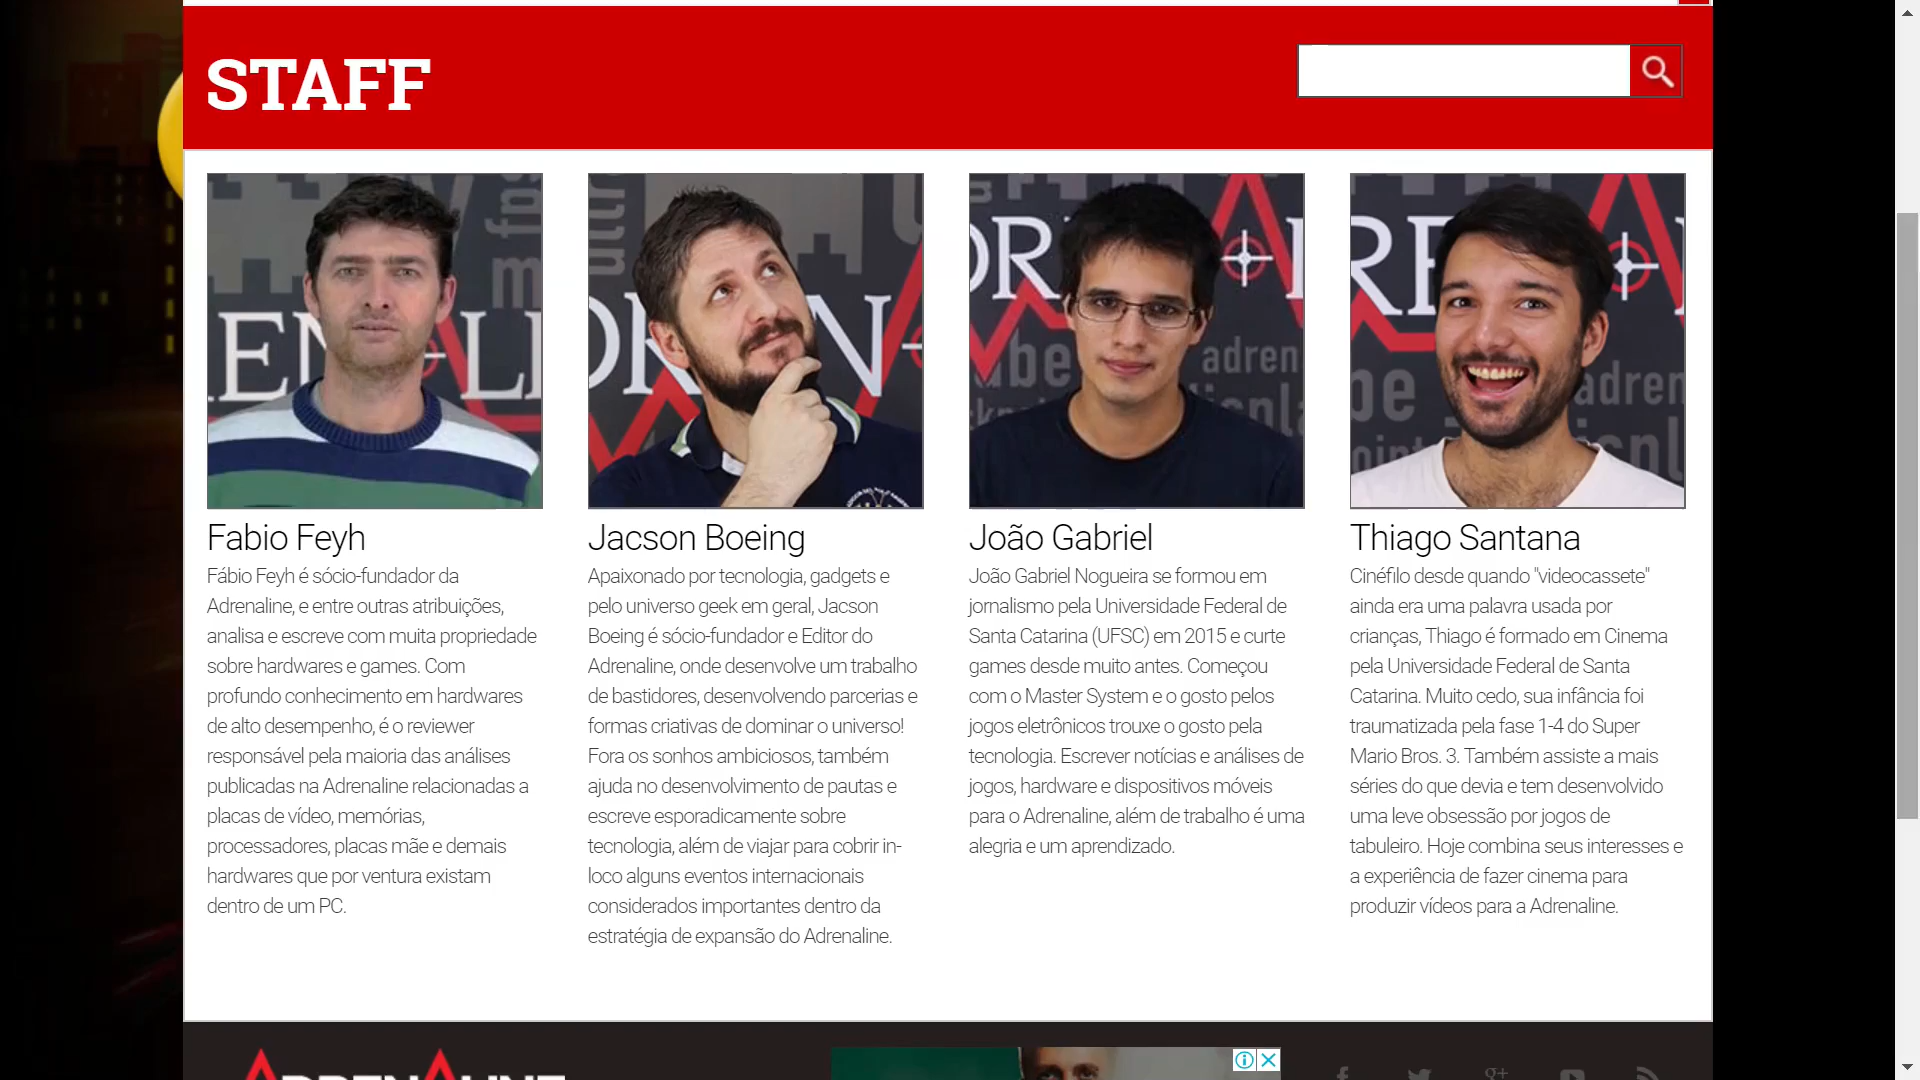 STAFF
Fabio Feyh
Fábio Feyh é sócio-fundador da
Adrenaline, e entre outras atribuições,
analisa e escreve com muita propriedade
sobre hardwares e games. Com
profundo conhecimento em hardwares
de alto desempenho, é o reviewer
responsável pela maioria das análises
publicadas na Adrenaline relacionadas a
placas de vídeo, memórias,
processadores, placas mãe e demais
hardwares que por ventura existam
dentro de um PC.
Jacson Boeing
Apaixonado por tecnologia, gadgets e
pelo universo geek em geral, Jacson
Boeing é sócio-fundador e Editor do
Adrenaline, onde desenvolve um trabalho
de bastidores, desenvolvendo parcerias e
formas criativas de dominar o universo!
Fora os sonhos ambiciosos, também
ajuda no desenvolvimento de pautas e
escreve esporadicamente sobre
tecnologia, além de viajar para cobrir in-
loco alguns eventos internacionais
considerados importantes dentro da
estratégia de expansão do Adrenaline.
João Gabriel
João Gabriel Nogueira se formou em
jornalismo pela Universidade Federal de
Santa Catarina (UFSC) em 2015 e curte
games desde muito antes. Começou
com o Master System e o gosto pelos
jogos eletrônicos trouxe o gosto pela
tecnologia. Escrever notícias e análises de
jogos, hardware e dispositivos móveis
para o Adrenaline, além de trabalho é uma
alegria e um aprendizado.
Thiago Santana
Cinéfilo desde quando "videocassete"
ainda era uma palavra usada por
crianças, Thiago é formado em Cinema
pela Universidade Federal de Santa
Catarina. Muito cedo, sua infância foi
traumatizada pela fase 1-4 do Super
Mario Bros. 3. Também assiste a mais
séries do que devia e tem desenvolvido
uma leve obsessão por jogos de
tabuleiro. Hoje combina seus interesses e
a experiência de fazer cinema para
produzir vídeos para a Adrenaline.
ADRENALINE